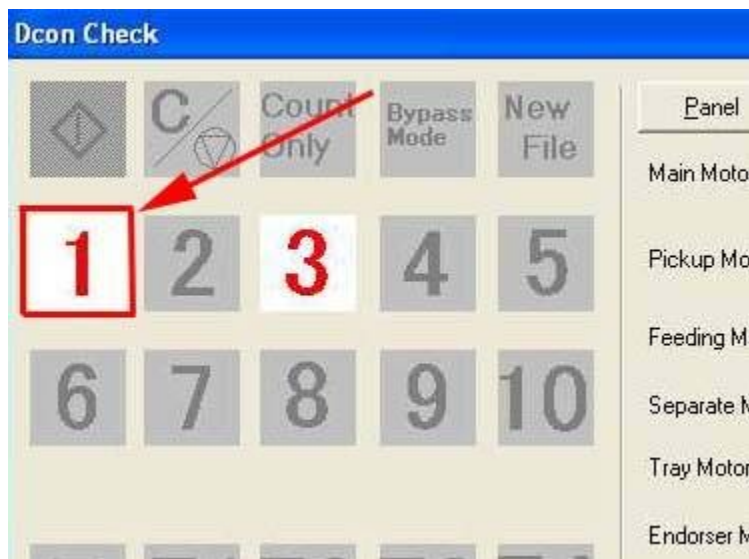 Dcon Check
C
Count Only
Bypass Mode
New File
Panel
Main Moto
1 2 3 4 5
Pickup Mo
Feeding M
6 7 8 9 10
Separate M
Tray Motor
Endorser M